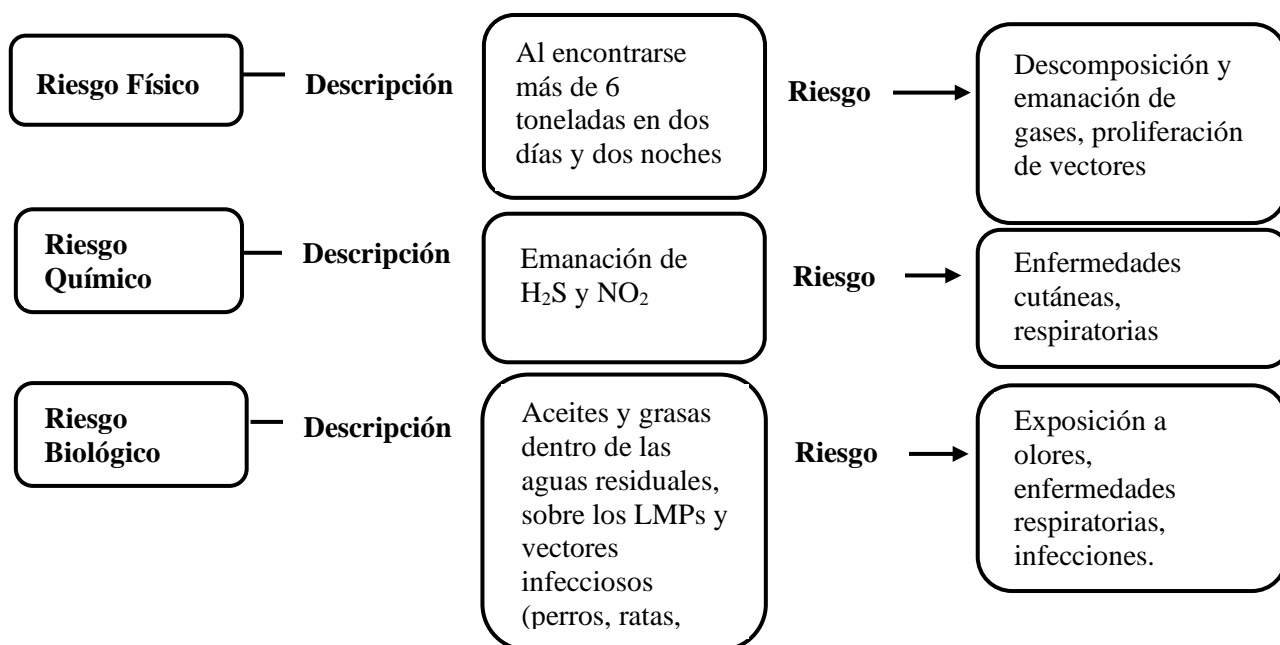 Riesgo Físico
Descripción
Al encontrarse
más de 6
toneladas en dos
días y dos noches
Riesgo
Descomposición y
emanación de
gases, proliferación
de vectores
Riesgo
Químico
Descripción
Emanación de
H₂S y NO₂
Riesgo
Enfermedades
cutáneas,
respiratorias
Riesgo
Biológico
Descripción
Aceites y grasas
dentro de las
aguas residuales,
sobre los LMPs y
vectores
infecciosos
(perros, ratas,
Riesgo
Exposición a
olores,
enfermedades
respiratorias,
infecciones.